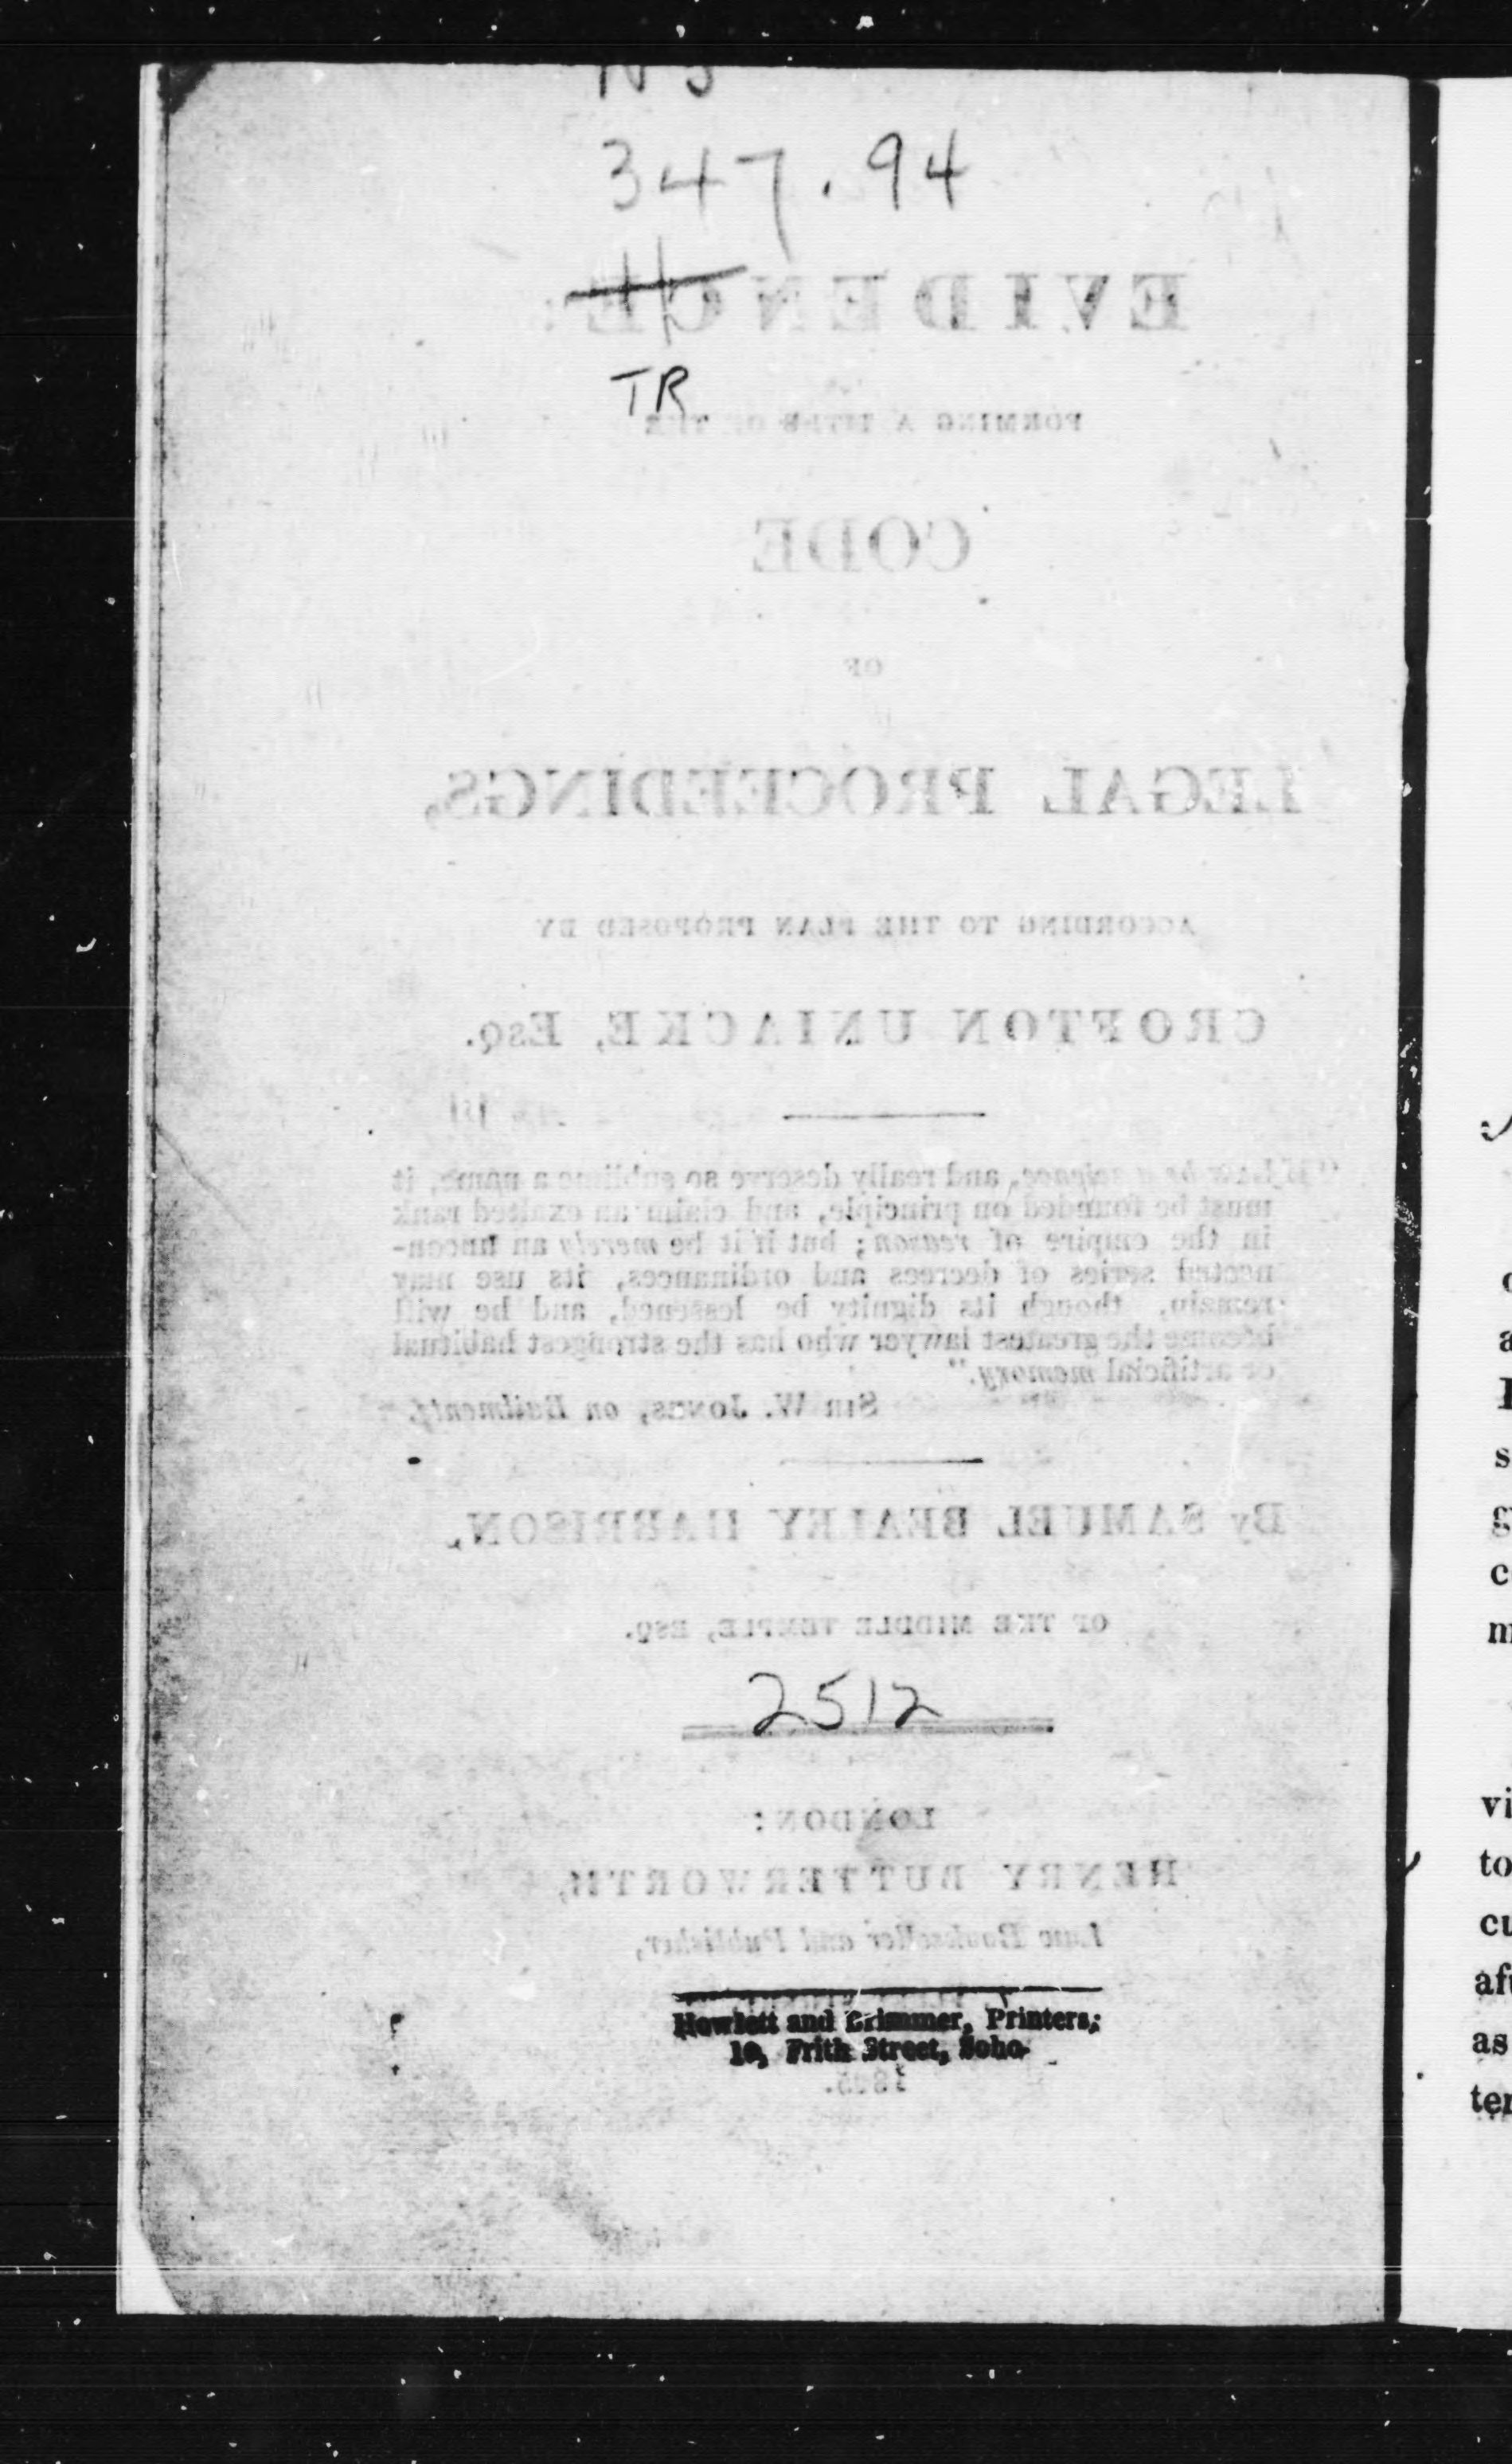 347.94
TR
EVIDENCE:
FORMING A TITLE OF THE
CODE
OF
LEGAL PROCEEDINGS,
ACCORDING TO THE PLAN PROPOSED BY
CROFTON UNIACKE, ESQ.
"If LAW be a science, and really deserve so sublime a name, it
must be founded on principle, and claim an exalted rank
in the empire of reason; but if it be merely an uncon-
nected series of decrees and ordinances, its use may
remain, though its dignity be lessened, and he will
become the greatest lawyer who has the strongest habitual
or artificial memory."
SIR W. JONES, on Bailments.
By SAMUEL BEALEY HARRISON,
OF THE MIDDLE TEMPLE, ESQ.
2512
LONDON:
HENRY BUTTERWORTH,
Law Bookseller and Publisher,
Howlett and Brimmer, Printers,
10, Frith Street, Soho.